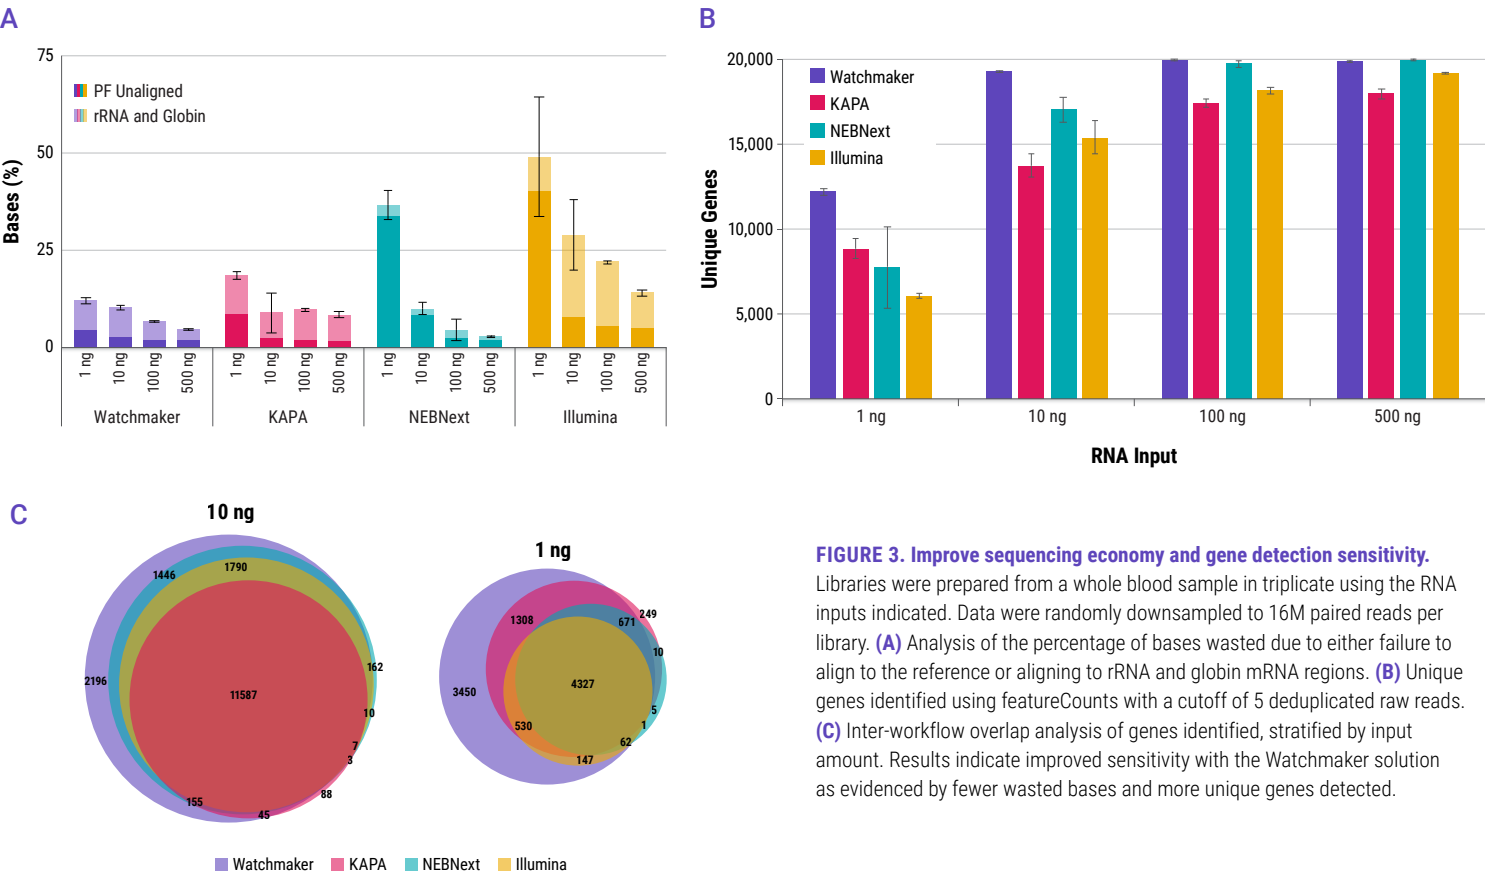 A
75
50
25
0
Bases (%)
PF Unaligned
rRNA and Globin
1 ng
10 ng
100 ng
500 ng
1 ng
10 ng
100 ng
500 ng
1 ng
10 ng
100 ng
500 ng
1 ng
10 ng
100 ng
500 ng
Watchmaker
KAPA
NEBNext
Illumina
B
20,000
15,000
10,000
5,000
0
Unique Genes
Watchmaker
KAPA
NEBNext
Illumina
1 ng
10 ng
100 ng
500 ng
RNA Input
C
10 ng
1446
1790
2196
11587
162
10
7
3
88
155
45
1 ng
249
1308
671
10
3450
4327
5
1
530
62
147
Watchmaker
KAPA
NEBNext
Illumina
FIGURE 3. Improve sequencing economy and gene detection sensitivity.
Libraries were prepared from a whole blood sample in triplicate using the RNA
inputs indicated. Data were randomly downsampled to 16M paired reads per
library. (A) Analysis of the percentage of bases wasted due to either failure to
align to the reference or aligning to rRNA and globin mRNA regions. (B) Unique
genes identified using featureCounts with a cutoff of 5 deduplicated raw reads.
(C) Inter-workflow overlap analysis of genes identified, stratified by input
amount. Results indicate improved sensitivity with the Watchmaker solution
as evidenced by fewer wasted bases and more unique genes detected.